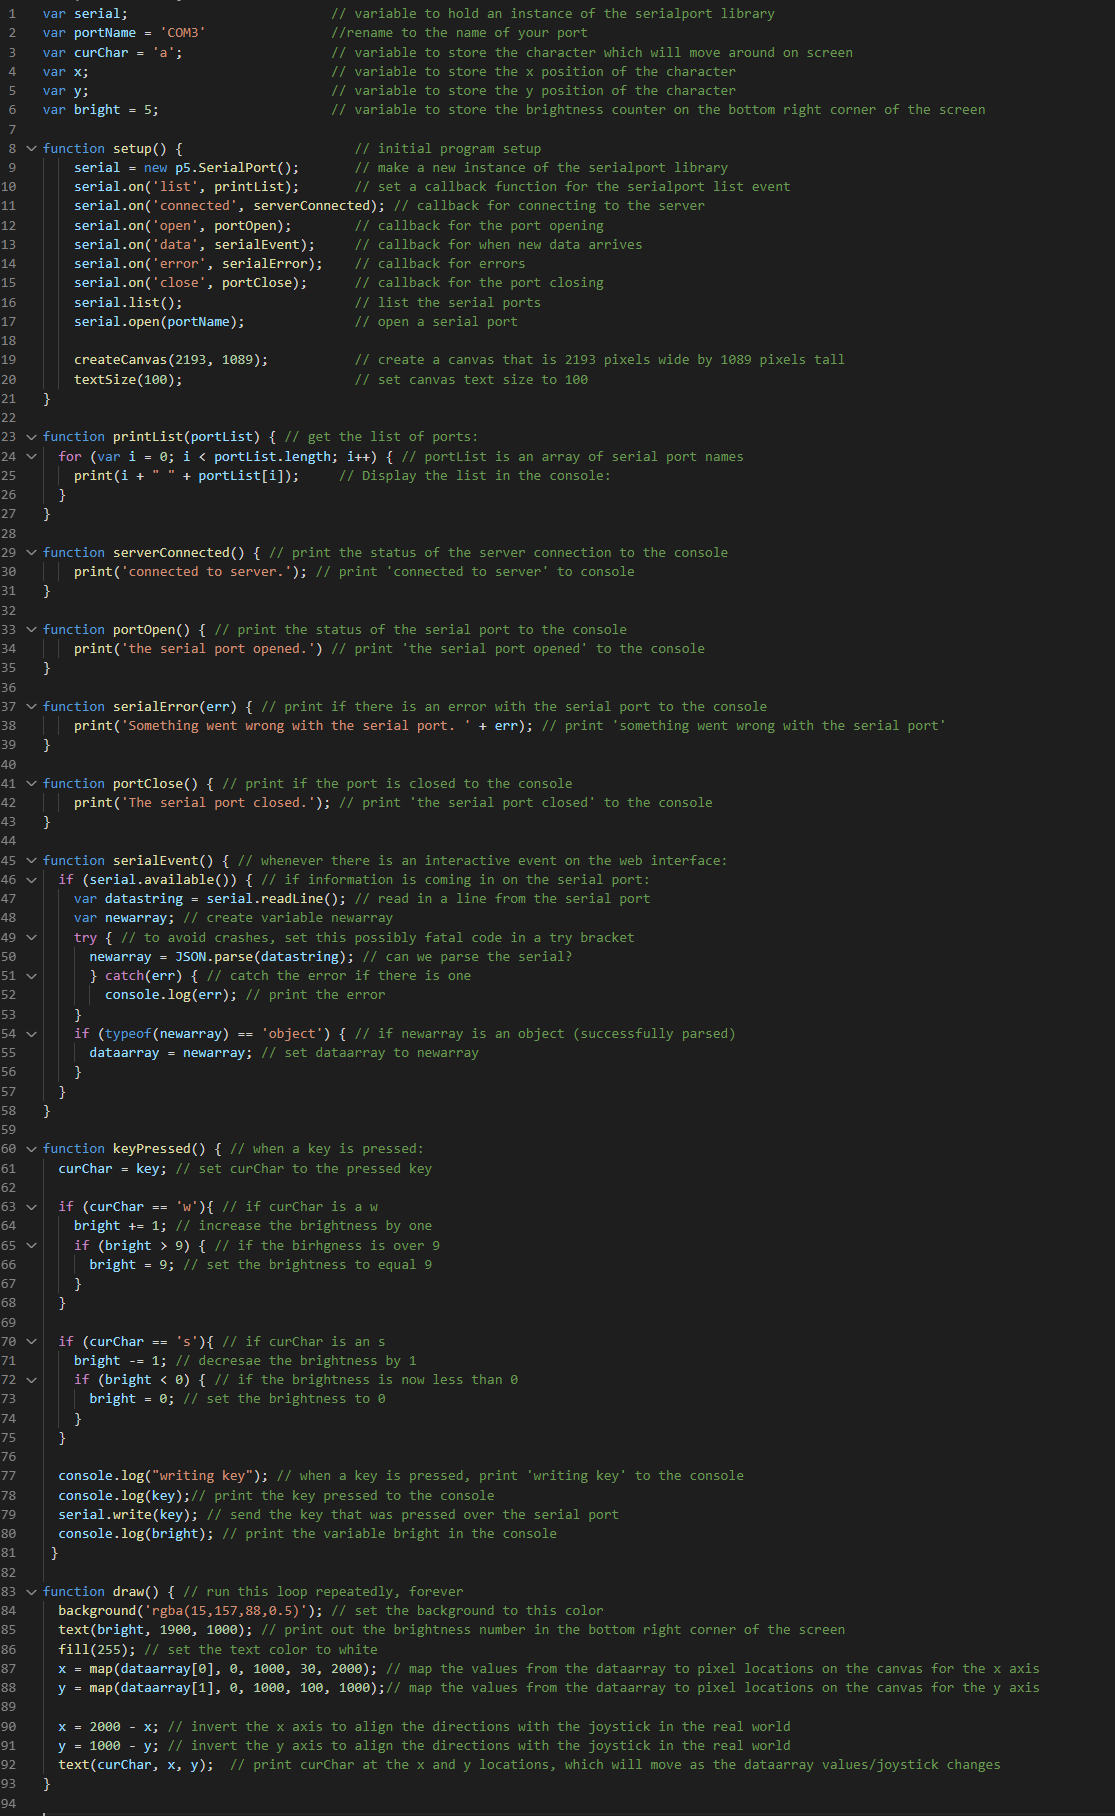 1 var serial; // variable to hold an instance of the serialport library
2 var portName = 'COM3' //rename to the name of your port
3 var curChar = 'a'; // variable to store the character which will move around on screen
4 var x; // variable to store the x position of the character
5 var y; // variable to store the y position of the character
6 var bright = 5; // variable to store the brightness counter on the bottom right corner of the screen
7
8 function setup() { // initial program setup
9 serial = new p5.SerialPort(); // make a new instance of the serialport library
10 serial.on('list', printList); // set a callback function for the serialport list event
11 serial.on('connected', serverConnected); // callback for connecting to the server
12 serial.on('open', portOpen); // callback for the port opening
13 serial.on('data', serialEvent); // callback for when new data arrives
14 serial.on('error', serialError); // callback for errors
15 serial.on('close', portClose); // callback for the port closing
16 serial.list(); // list the serial ports
17 serial.open(portName); // open a serial port
18
19 createCanvas(2193, 1089); // create a canvas that is 2193 pixels wide by 1089 pixels tall
20 textSize(100); // set canvas text size to 100
21 }
22
23 function printList(portList) { // get the list of ports:
24 for (var i = 0; i < portList.length; i++) { // portList is an array of serial port names
25 print(i + " " + portList[i]); // Display the list in the console:
26 }
27 }
28
29 function serverConnected() { // print the status of the server connection to the console
30 print('connected to server.'); // print 'connected to server' to console
31 }
32
33 function portOpen() { // print the status of the serial port to the console
34 print('the serial port opened.') // print 'the serial port opened' to the console
35 }
36
37 function serialError(err) { // print if there is an error with the serial port to the console
38 print('Something went wrong with the serial port. ' + err); // print 'something went wrong with the serial port'
39 }
40
41 function portClose() { // print if the port is closed to the console
42 print('The serial port closed.'); // print 'the serial port closed' to the console
43 }
44
45 function serialEvent() { // whenever there is an interactive event on the web interface:
46 if (serial.available()) { // if information is coming in on the serial port:
47 var datastring = serial.readLine(); // read in a line from the serial port
48 var newarray; // create variable newarray
49 try { // to avoid crashes, set this possibly fatal code in a try bracket
50 newarray = JSON.parse(datastring); // can we parse the serial?
51 } catch(err) { // catch the error if there is one
52 console.log(err); // print the error
53 }
54 if (typeof(newarray) == 'object') { // if newarray is an object (successfully parsed)
55 dataarray = newarray; // set dataarray to newarray
56 }
57 }
58 }
59
60 function keyPressed() { // when a key is pressed:
61 curChar = key; // set curChar to the pressed key
62
63 if (curChar == 'w'){ // if curChar is a w
64 bright += 1; // increase the brightness by one
65 if (bright > 9) { // if the birhgness is over 9
66 bright = 9; // set the brightness to equal 9
67 }
68 }
69
70 if (curChar == 's'){ // if curChar is an s
71 bright -= 1; // decresae the brightness by 1
72 if (bright < 0) { // if the brightness is now less than 0
73 bright = 0; // set the brightness to 0
74 }
75 }
76
77 console.log("writing key"); // when a key is pressed, print 'writing key' to the console
78 console.log(key);// print the key pressed to the console
79 serial.write(key); // send the key that was pressed over the serial port
80 console.log(bright); // print the variable bright in the console
81 }
82
83 function draw() { // run this loop repeatedly, forever
84 background('rgba(15,157,88,0.5)'); // set the background to this color
85 text(bright, 1900, 1000); // print out the brightness number in the bottom right corner of the screen
86 fill(255); // set the text color to white
87 x = map(dataarray[0], 0, 1000, 30, 2000); // map the values from the dataarray to pixel locations on the canvas for the x axis
88 y = map(dataarray[1], 0, 1000, 100, 1000);// map the values from the dataarray to pixel locations on the canvas for the y axis
89
90 x = 2000 - x; // invert the x axis to align the directions with the joystick in the real world
91 y = 1000 - y; // invert the y axis to align the directions with the joystick in the real world
92 text(curChar, x, y); // print curChar at the x and y locations, which will move as the dataarray values/joystick changes
93 }
94